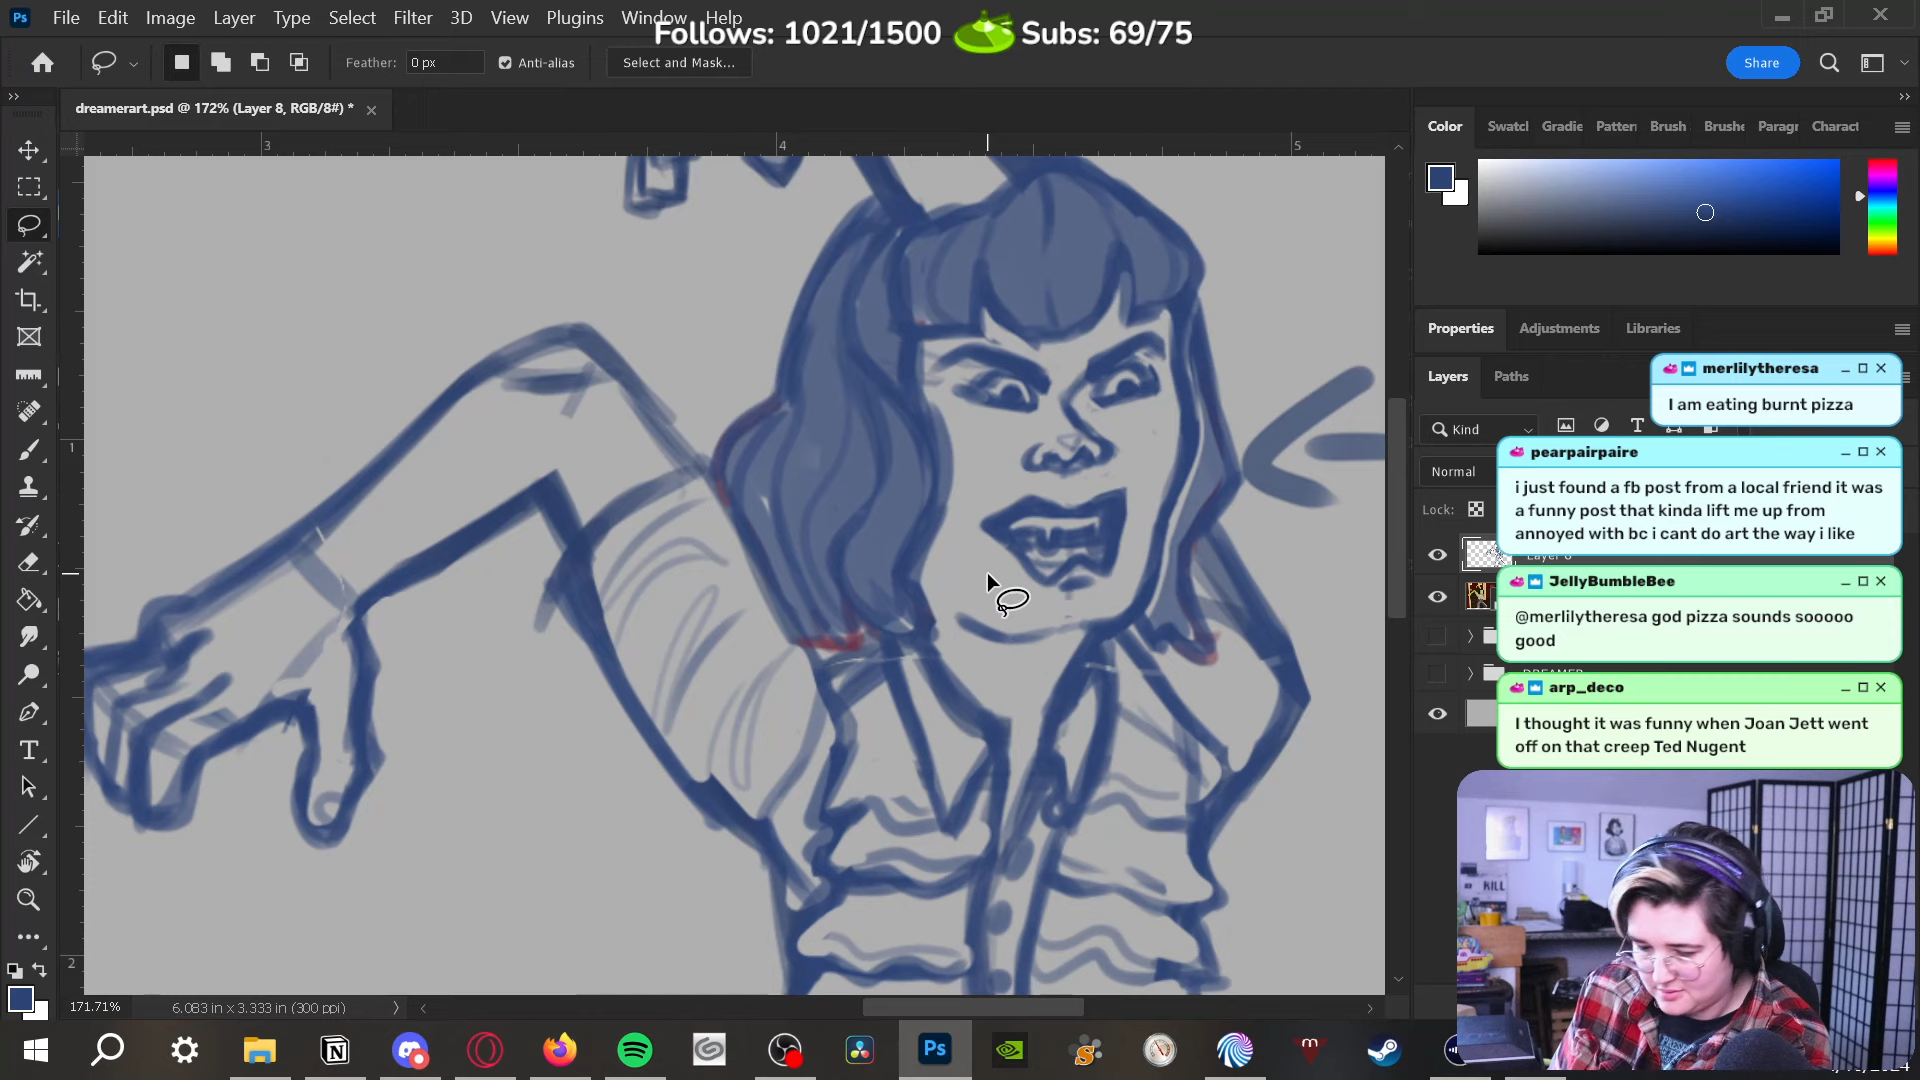 File Edit Image Layer Type Select Filter 3D View Plugins Window Help
Follows: 1021/1500 Subs: 69/75
Feather: 0 px Anti-alias Select and Mask... Share
dreamerart.psd @ 172% (Layer 8, RGB/8#) *
Color Swatcl Gradie Patterr Brush Brushe Paragr Charact
3 4 5
Properties Adjustments Libraries
Layers Paths
merlilytheresa
I am eating burnt pizza
Kind
pearpairpaire
i just found a fb post from a local friend it was
a funny post that kinda lift me up from
annoyed with bc i cant do art the way i like
Normal
Lock:
JellyBumbleBee
@merlilytheresa god pizza sounds sooooo
good
arp_deco
I thought it was funny when Joan Jett went
off on that creep Ted Nugent
1
2
KILL
171.71% 6.083 in x 3.333 in (300 ppi)